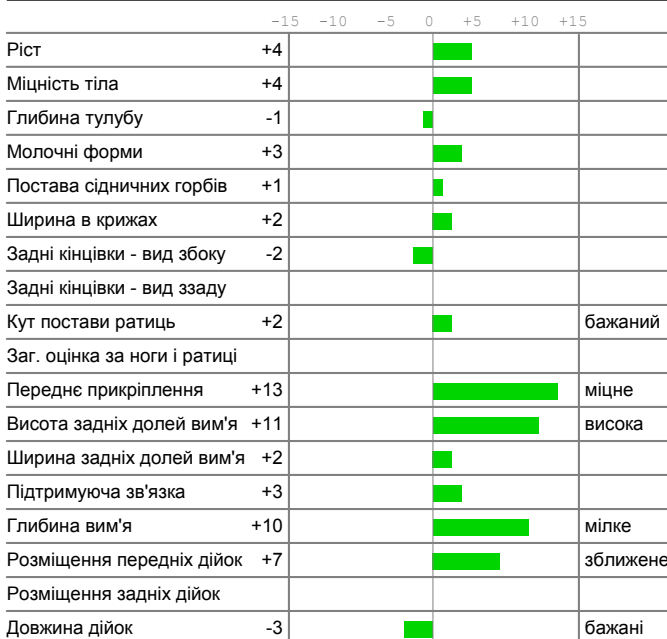 -15 -10 -5 0 +5 +10 +15
Ріст +4
Міцність тіла +4
Глибина тулубу -1
Молочні форми +3
Постава сідничних горбів +1
Ширина в крижах +2
Задні кінцівки - вид збоку -2
Задні кінцівки - вид ззаду
Кут постави ратиць +2 бажаний
Заг. оцінка за ноги і ратиці
Переднє прикріплення +13 міцне
Висота задніх долей вим'я +11 висока
Ширина задніх долей вим'я +2
Підтримуюча зв'язка +3
Глибина вим'я +10 мілке
Розміщення передніх дійок +7 зближене
Розміщення задніх дійок
Довжина дійок -3 бажані